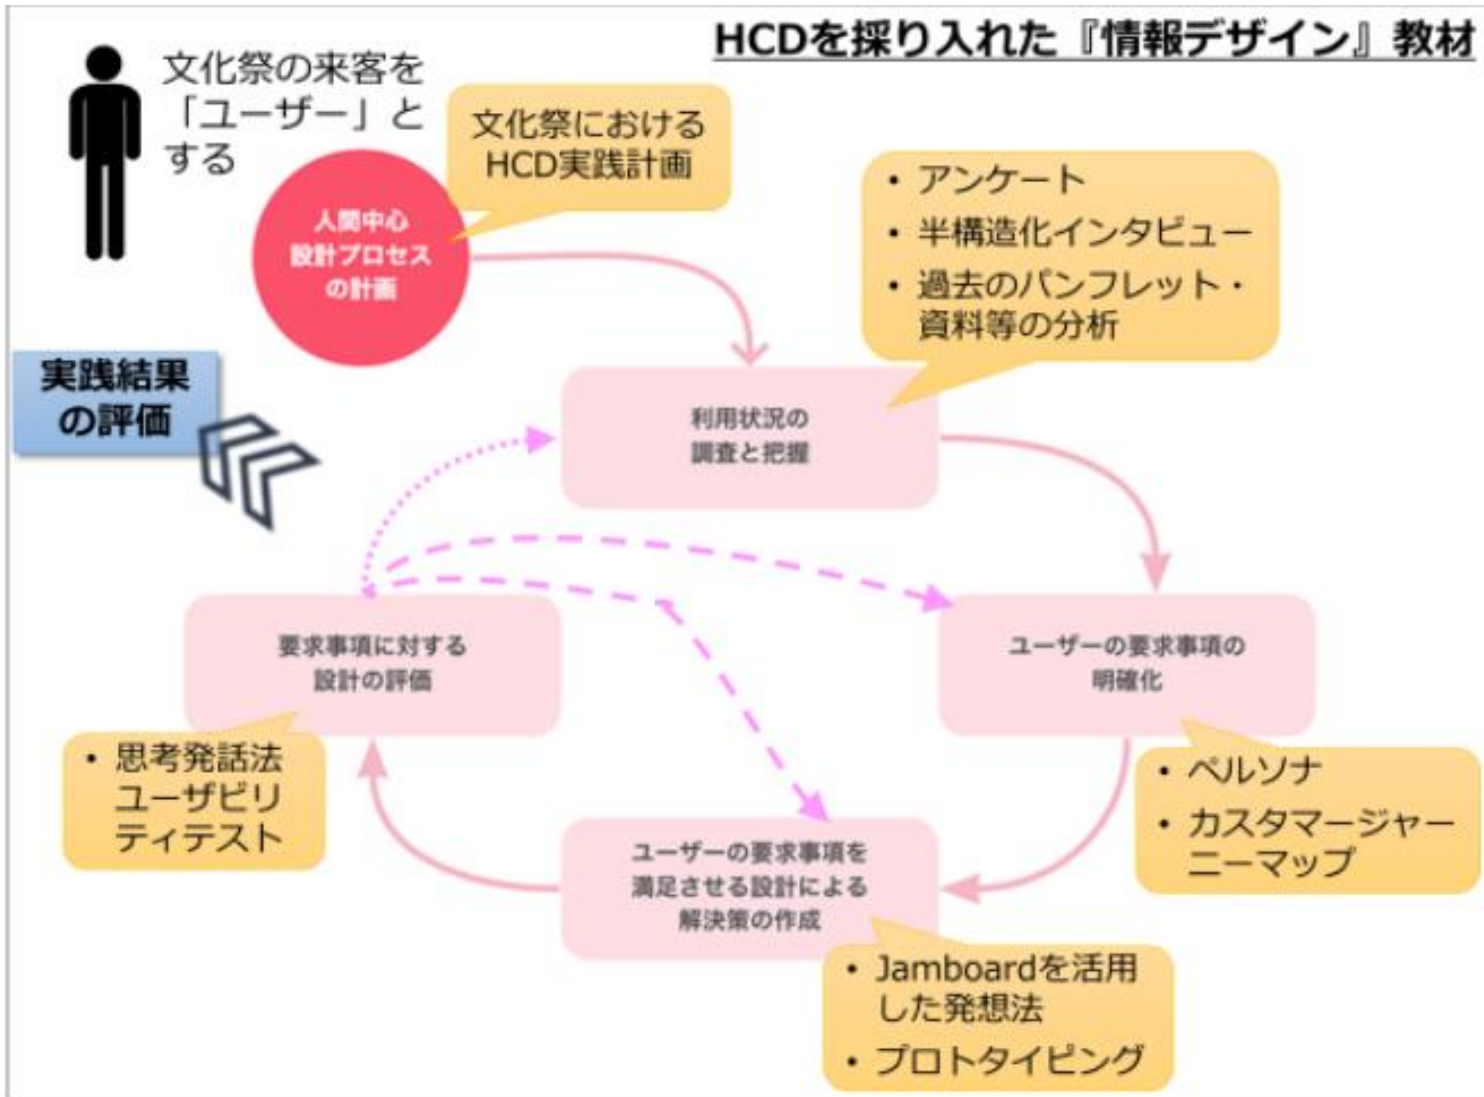 HCDを採り入れた『情報デザイン』教材
文化祭の来客を
「ユーザー」と
する
文化祭における
HCD実践計画
人間中心
設計プロセス
の計画
• アンケート
• 半構造化インタビュー
• 過去のパンフレット・
資料等の分析
実践結果
の評価
利用状況の
調査と把握
要求事項に対する
設計の評価
ユーザーの要求事項の
明確化
• 思考発話法
ユーザビリ
ティテスト
• ペルソナ
• カスタマージャー
ニーマップ
ユーザーの要求事項を
満足させる設計による
解決策の作成
• Jamboardを活用
した発想法
• プロトタイピング